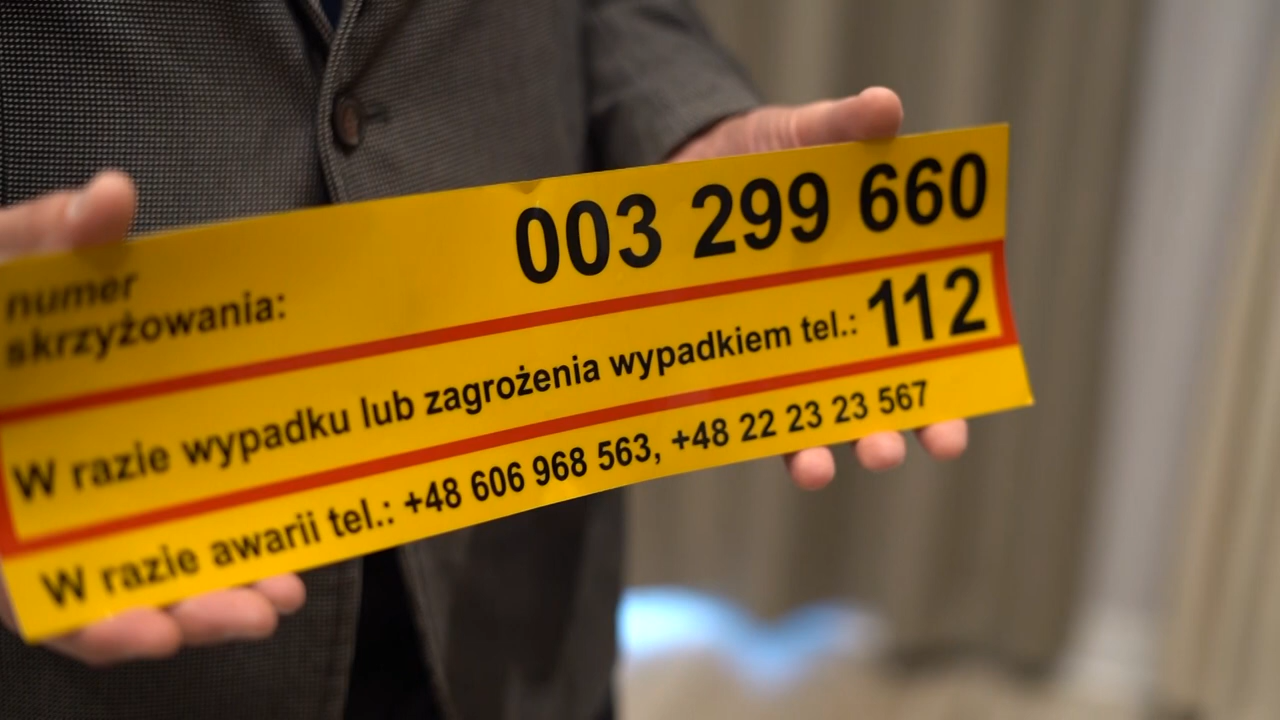 numer
skrzyżowania:
003 299 660
W razie wypadku lub zagrożenia wypadkiem tel.: 112
W razie awarii tel.: +48 606 968 563, +48 22 23 23 567